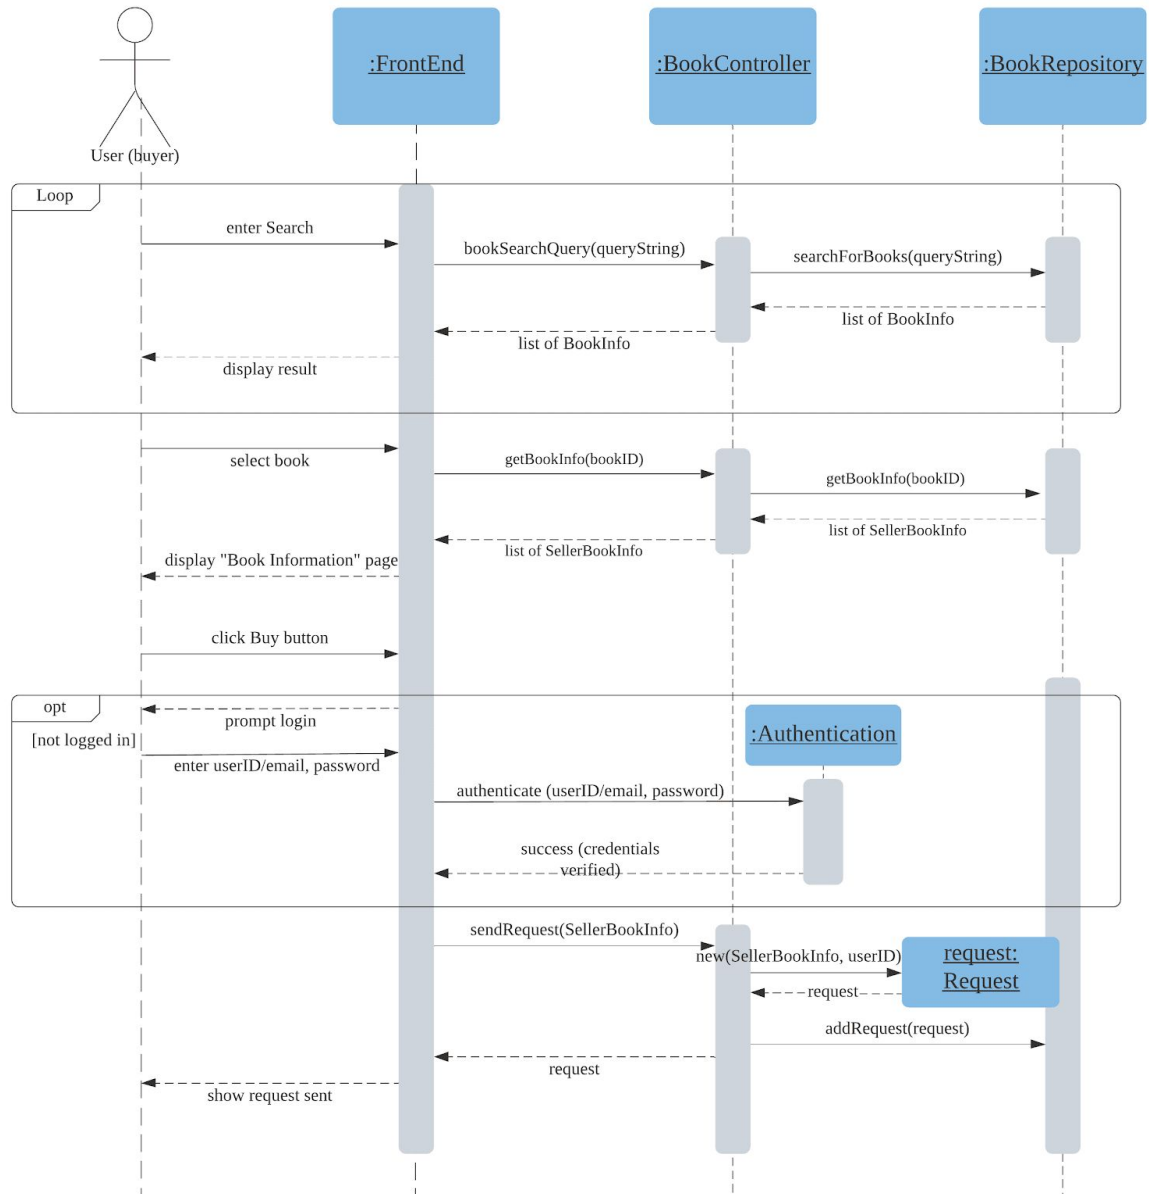 :FrontEnd
:BookController
:BookRepository
User (buyer)
Loop
enter Search
bookSearchQuery(queryString)
searchForBooks(queryString)
list of BookInfo
list of BookInfo
display result
select book
getBookInfo(bookID)
getBookInfo(bookID)
list of SellerBookInfo
list of SellerBookInfo
display "Book Information" page
click Buy button
opt
prompt login
[not logged in]
:Authentication
enter userID/email, password
authenticate (userID/email, password)
success (credentials
verified)
sendRequest(SellerBookInfo)
new(SellerBookInfo, userID)
request:
Request
request
addRequest(request)
request
show request sent